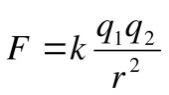 F = k q₁q₂ / r²